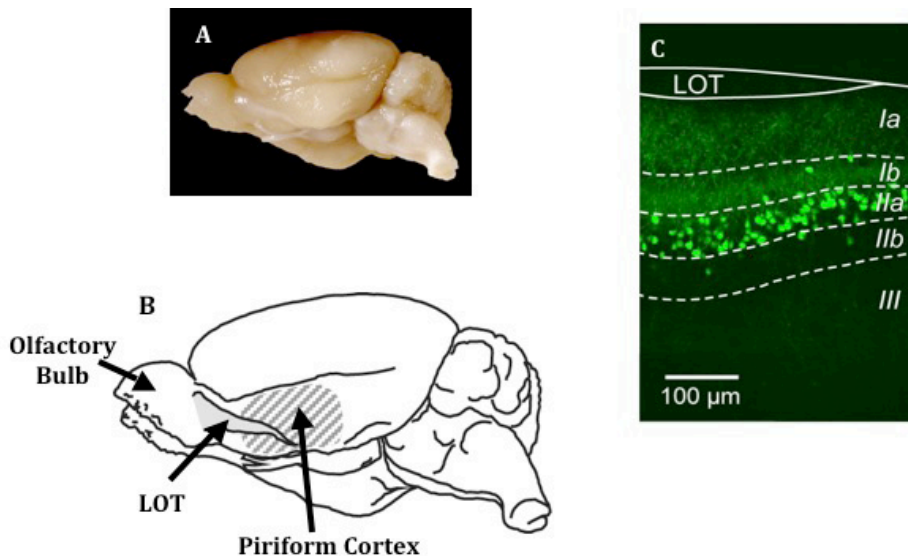 A
C
LOT
Ia
Ib
IIa
IIb
III
100 µm
B
Olfactory
Bulb
LOT
Piriform Cortex